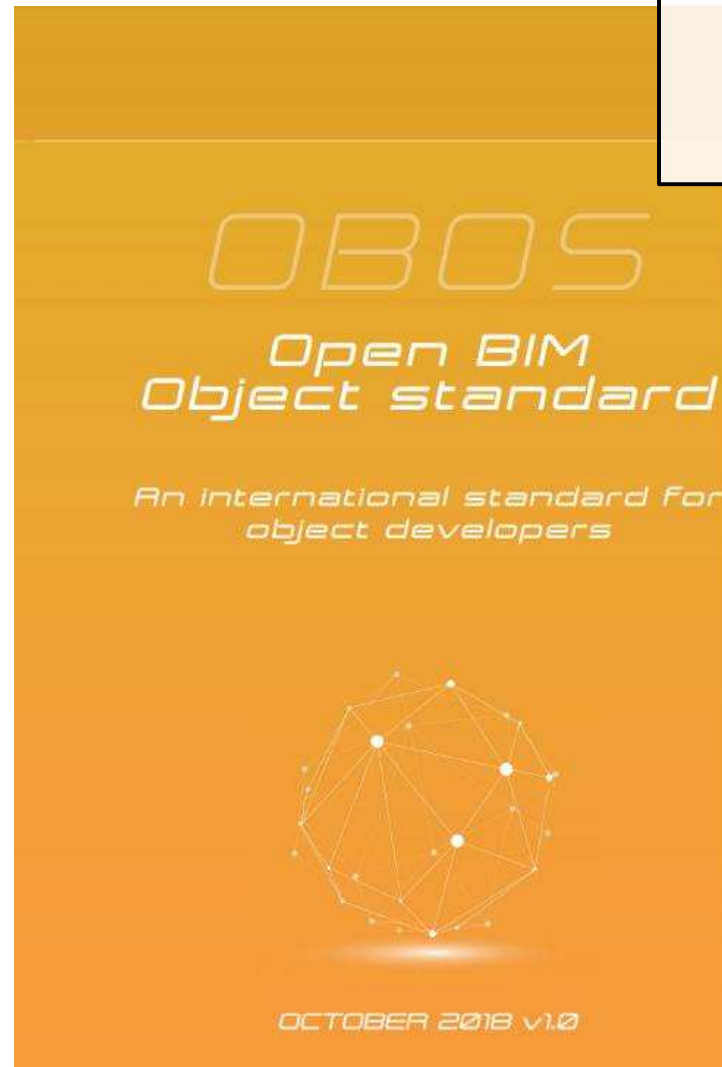 OBOS
Open BIM
Object standard
An international standard for
object developers
OCTOBER 2018 v1.0